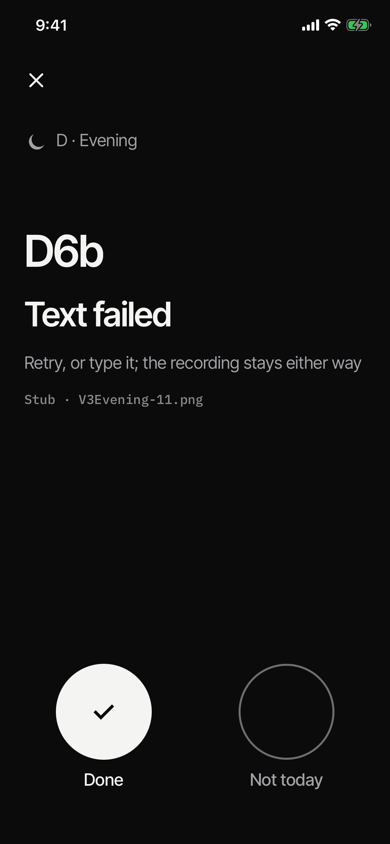 9:41
D · Evening
D6b
Text failed
Retry, or type it; the recording stays either way
Stub · V3Evening-11.png
Done
Not today